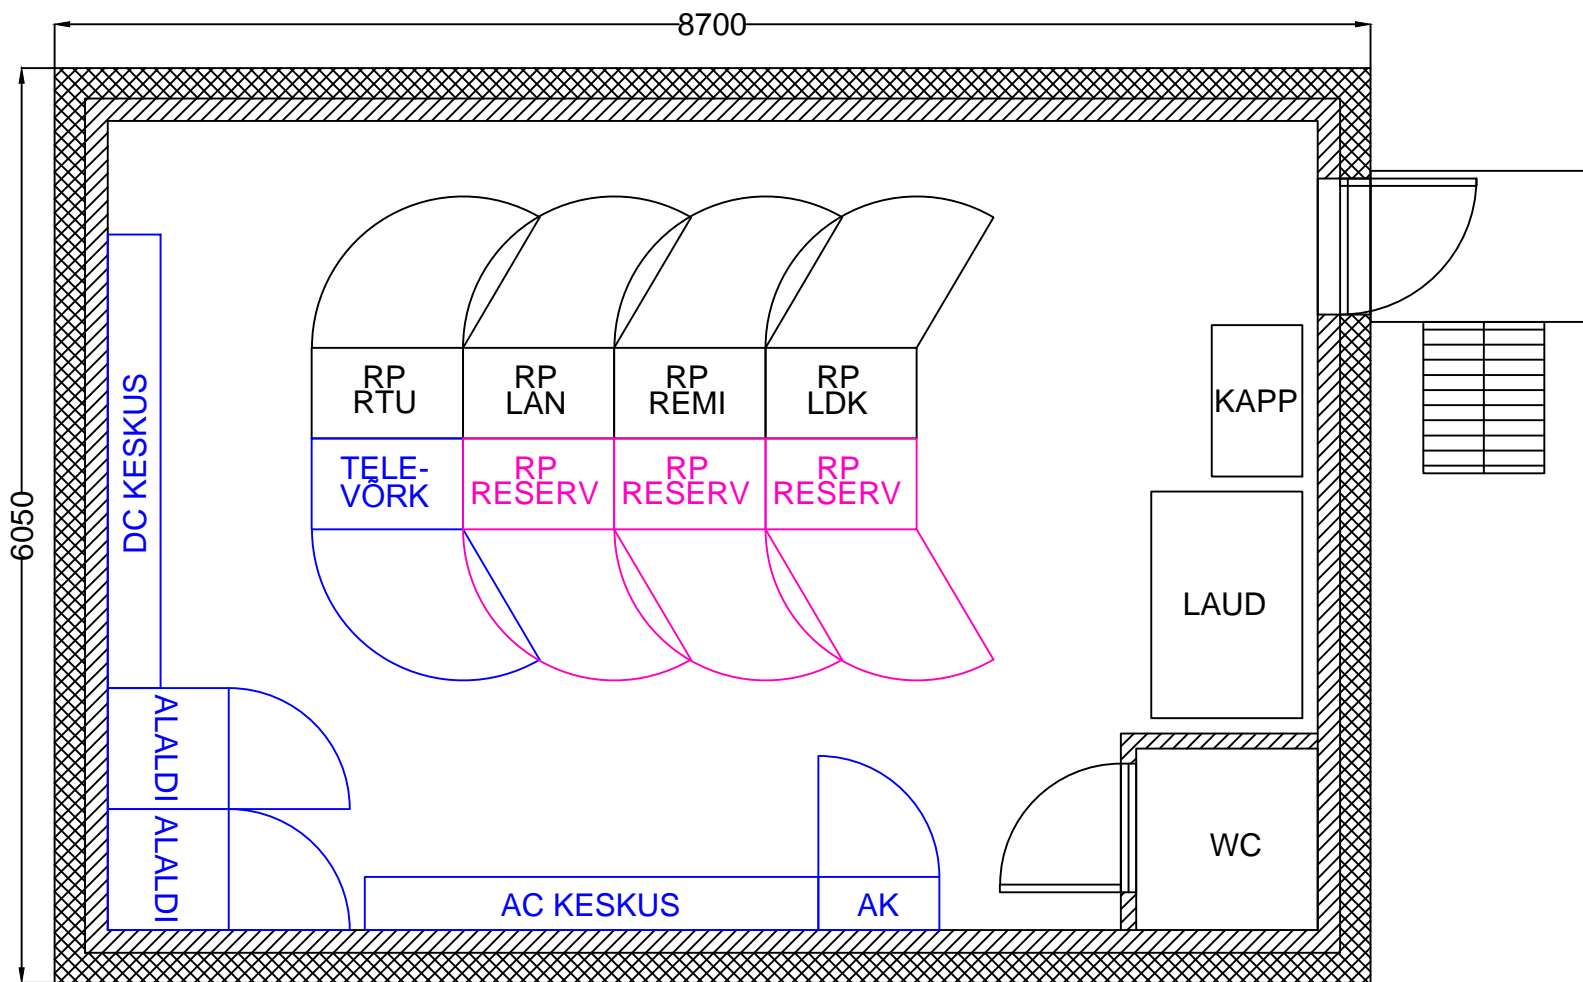 8700
6050
DC KESKUS
RP
RTU
RP
LAN
RP
REMI
RP
LDK
KAPP
TELE-
VÕRK
RP
RESERV
RP
RESERV
RP
RESERV
LAUD
ALALDI
ALALDI
AC KESKUS
AK
WC